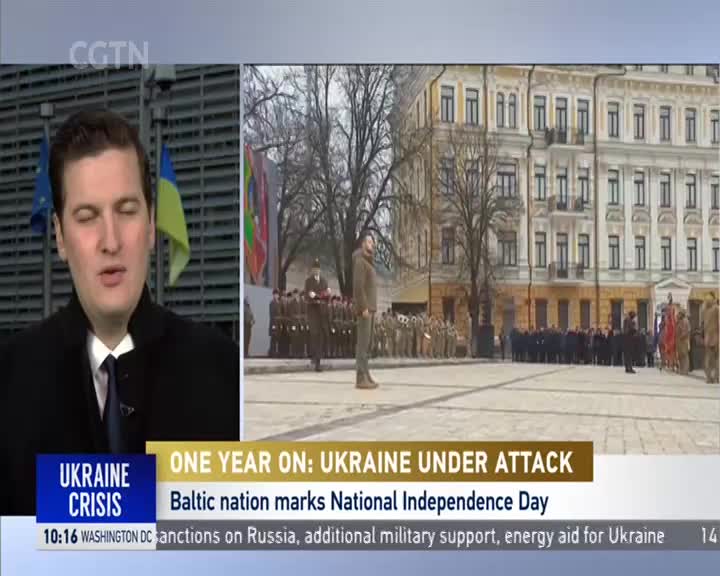 CGTN
ONE YEAR ON: UKRAINE UNDER ATTACK
UKRAINE
CRISIS
Baltic nation marks National Independence Day
10:16 WASHINGTON DC
sanctions on Russia, additional military support, energy aid for Ukraine 14